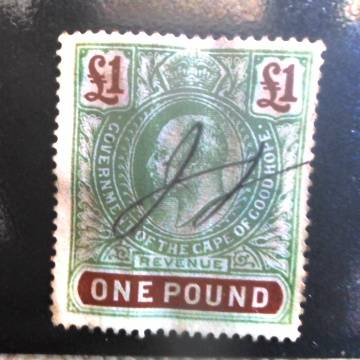 £1 £1
GOVERNMENT OF THE CAPE OF GOOD HOPE.
REVENUE
ONE POUND